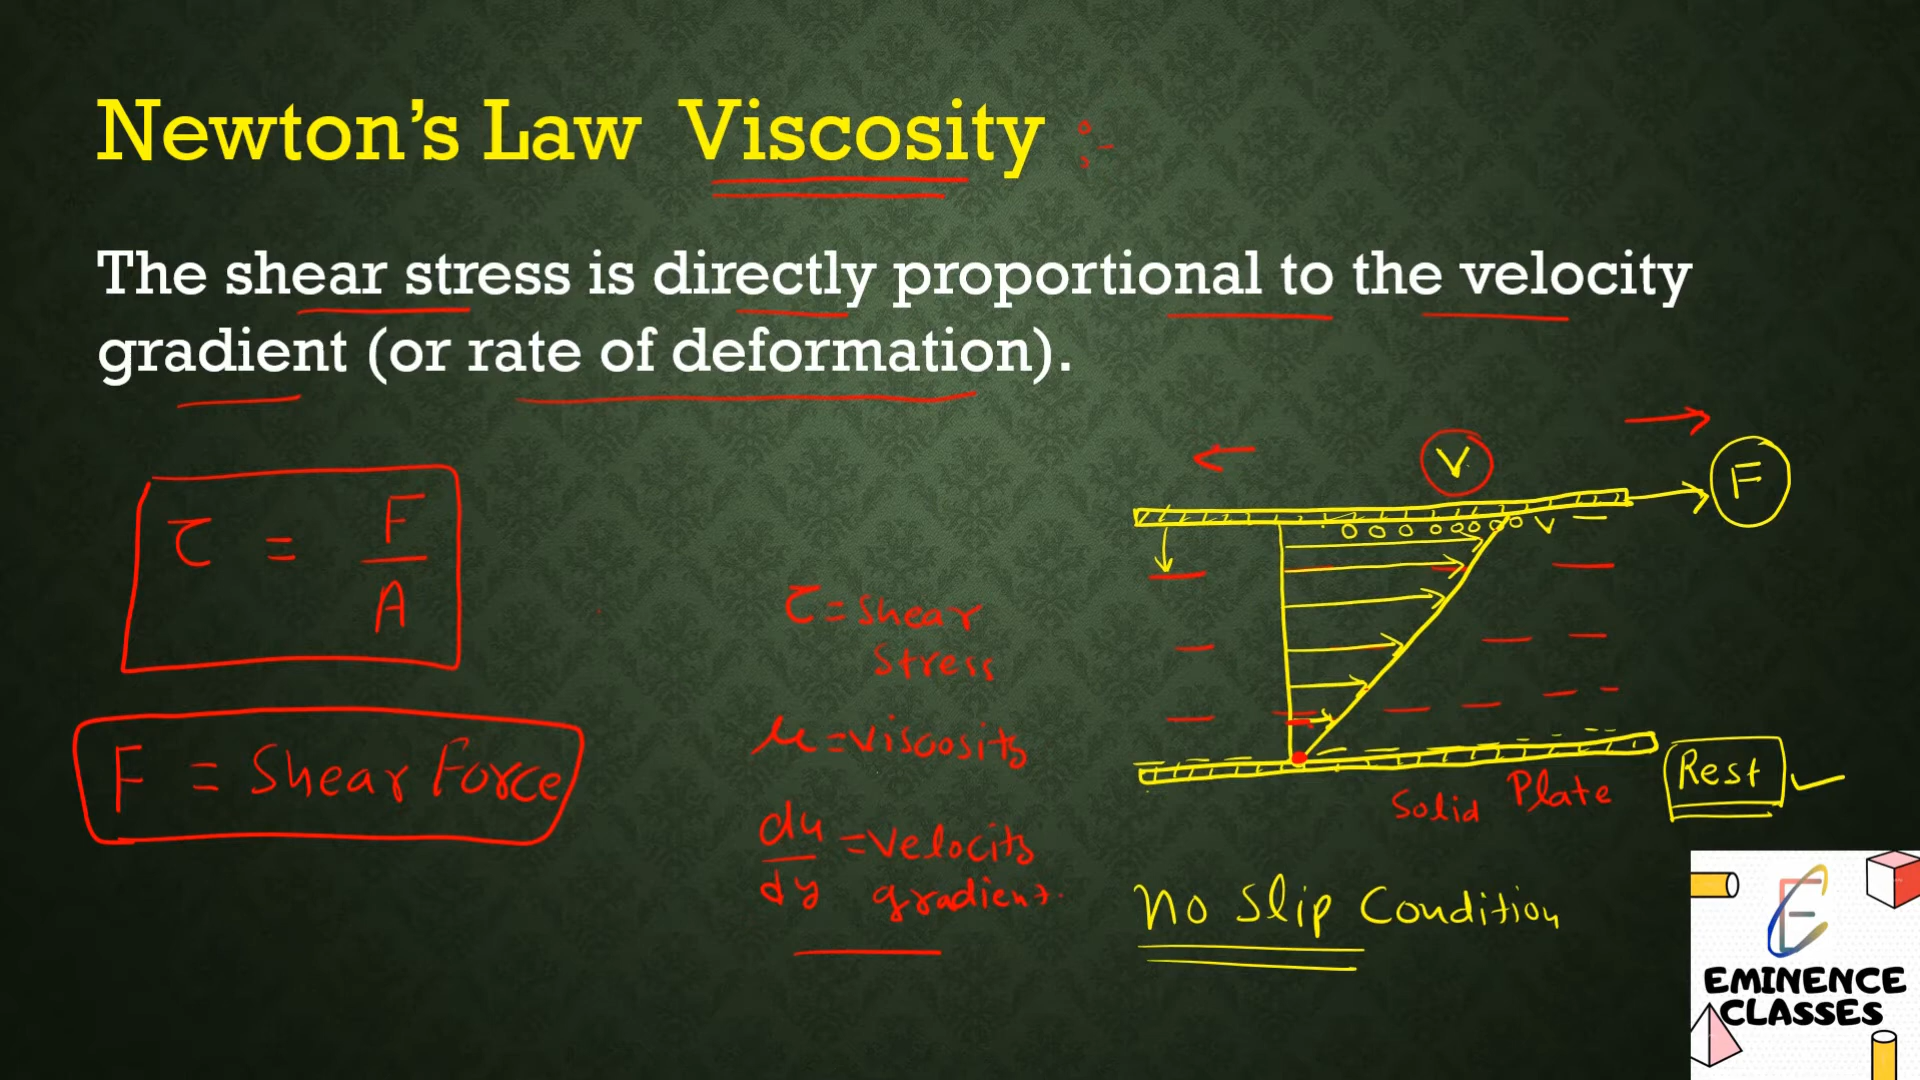 Newton's Law Viscosity :-
The shear stress is directly proportional to the velocity
gradient (or rate of deformation).
τ = F/A
F = Shear Force
τ = Shear
Stress
μ = Viscosity
du/dy = Velocity
gradient.
V
F
V
Rest
Solid Plate
No Slip Condition
E
EMINENCE
CLASSES